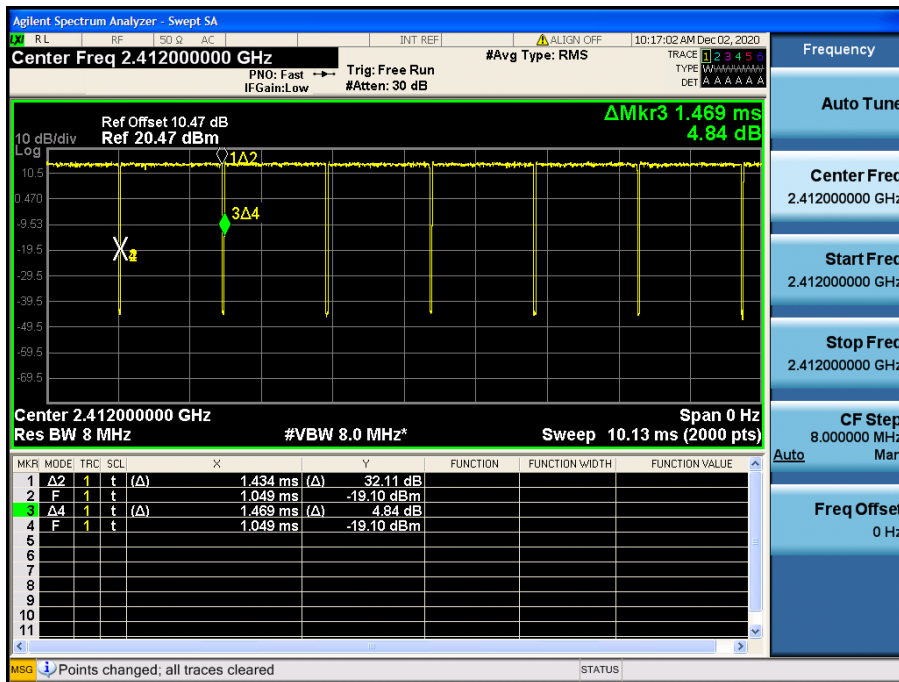 Agilent Spectrum Analyzer - Swept SA
LXI RL RF 50 Ω AC INT REF ALIGN OFF 10:17:02 AM Dec 02, 2020
Center Freq 2.412000000 GHz #Avg Type: RMS TRACE 1 2 3 4 5 6
PNO: Fast Trig: Free Run TYPE WWWWWW
IFGain:Low #Atten: 30 dB DET A A A A A A
ΔMkr3 1.469 ms
4.84 dB
Ref Offset 10.47 dB
10 dB/div Ref 20.47 dBm
Log
1Δ2
10.5
0.470
3Δ4
-9.53
-19.5
-29.5
-39.5
-49.5
-59.5
-69.5
Center 2.412000000 GHz Span 0 Hz
Res BW 8 MHz #VBW 8.0 MHz* Sweep 10.13 ms (2000 pts)
MKR MODE TRC SCL X Y FUNCTION FUNCTION WIDTH FUNCTION VALUE
1 Δ2 1 t (Δ) 1.434 ms (Δ) 32.11 dB
2 F 1 t 1.049 ms -19.10 dBm
3 Δ4 1 t (Δ) 1.469 ms (Δ) 4.84 dB
4 F 1 t 1.049 ms -19.10 dBm
5
6
7
8
9
10
11
MSG Points changed; all traces cleared STATUS
Frequency
Auto Tune
Center Freq
2.412000000 GHz
Start Freq
2.412000000 GHz
Stop Freq
2.412000000 GHz
CF Step
8.000000 MHz
Auto Man
Freq Offset
0 Hz